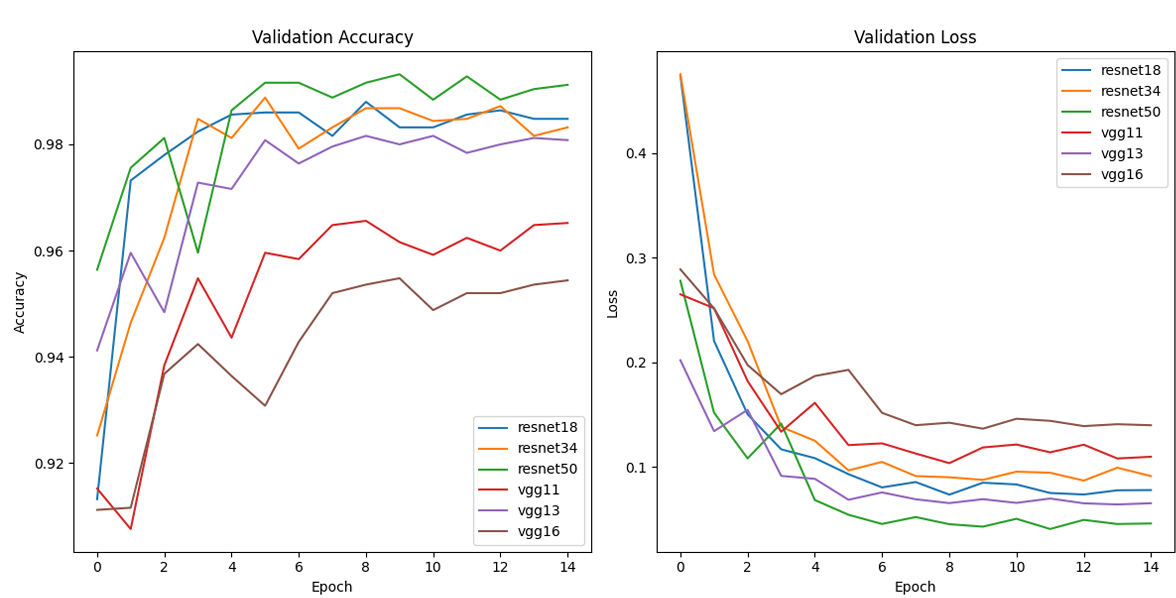 Validation Accuracy
Accuracy
0.98
0.96
0.94
0.92
0 2 4 6 8 10 12 14
Epoch
resnet18
resnet34
resnet50
vgg11
vgg13
vgg16
Validation Loss
Loss
0.4
0.3
0.2
0.1
0 2 4 6 8 10 12 14
Epoch
resnet18
resnet34
resnet50
vgg11
vgg13
vgg16